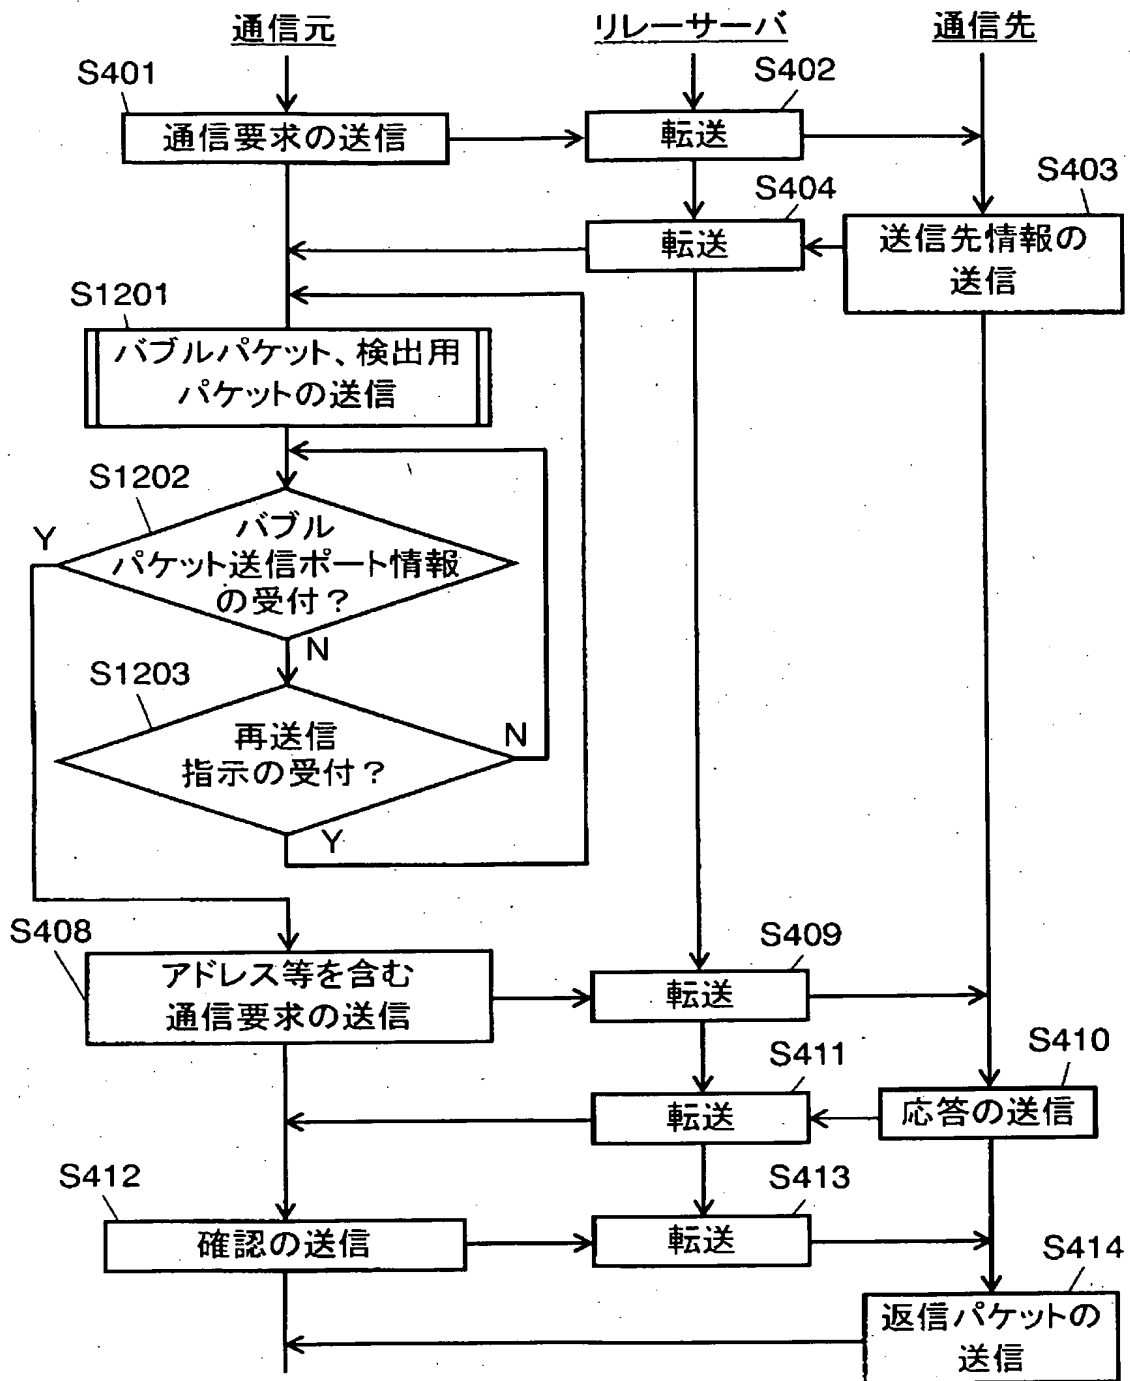 通信元
リレーサーバ
通信先
S401
通信要求の送信
S402
転送
S403
送信先情報の
送信
S404
転送
S1201
バブルパケット、検出用
パケットの送信
S1202
バブル
パケット送信ポート情報
の受付？
Y
N
S1203
再送信
指示の受付？
N
Y
S408
アドレス等を含む
通信要求の送信
S409
転送
S410
応答の送信
S411
転送
S412
確認の送信
S413
転送
S414
返信パケットの
送信